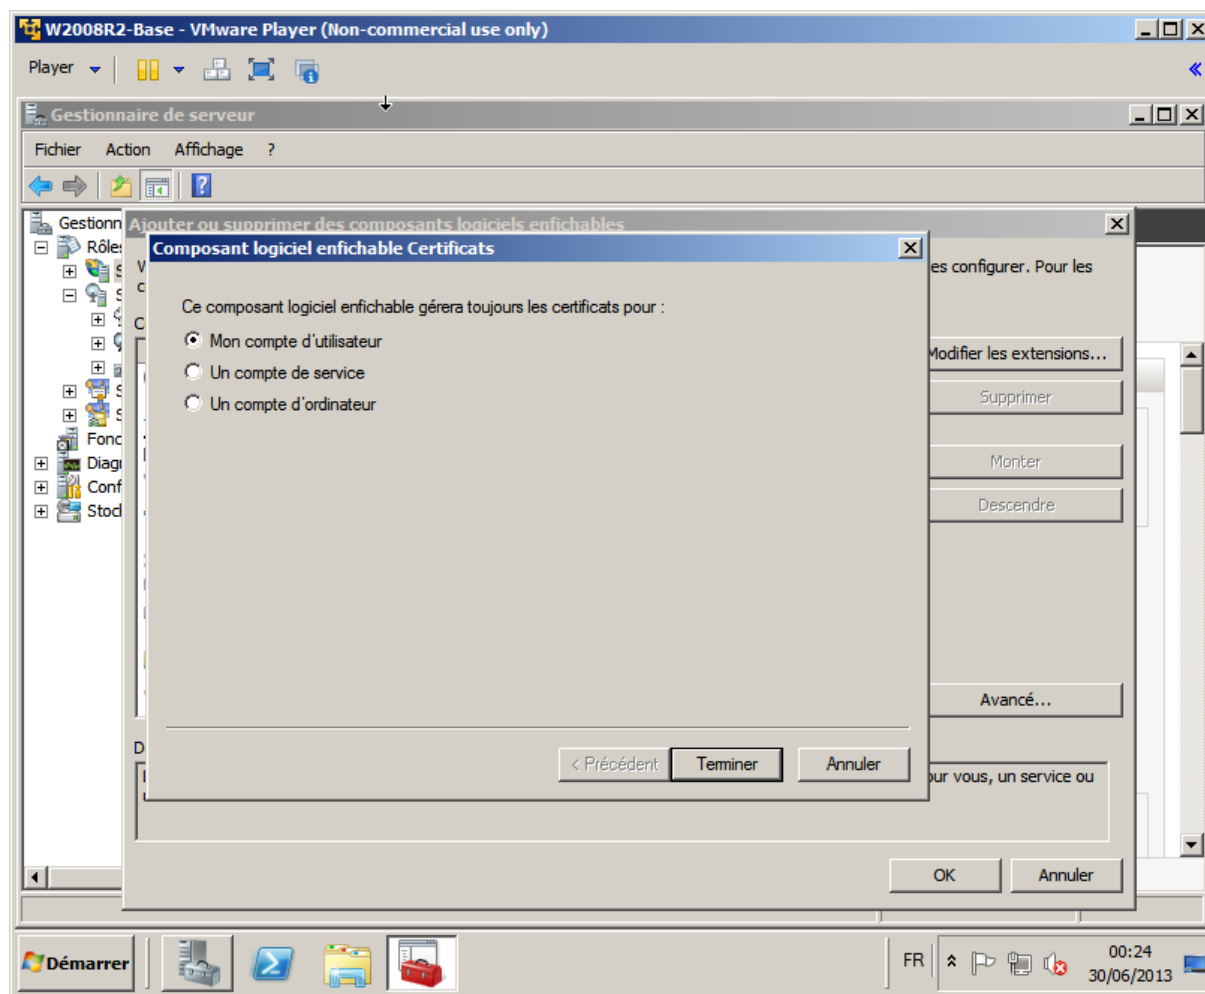 W2008R2-Base - VMware Player (Non-commercial use only)
Player
Gestionnaire de serveur
Fichier Action Affichage ?
Gestionn
Ajouter ou supprimer des composants logiciels enfichables
Rôles
Composant logiciel enfichable Certificats
es configurer. Pour les
Ce composant logiciel enfichable gérera toujours les certificats pour :
Mon compte d'utilisateur
Modifier les extensions...
Un compte de service
Supprimer
Un compte d'ordinateur
Fonc
Diagr
Monter
Conf
Descendre
Stock
Avancé...
< Précédent Terminer Annuler
our vous, un service ou
OK Annuler
Démarrer
FR
00:24
30/06/2013